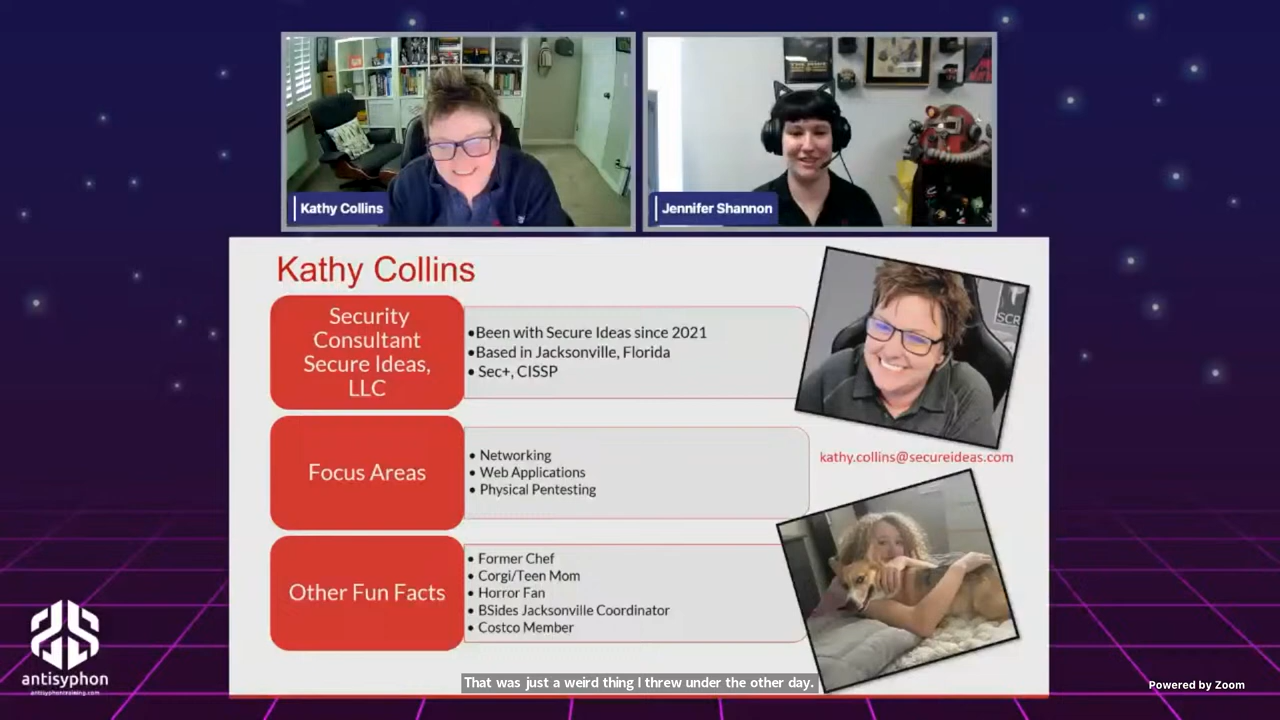 Kathy Collins
Jennifer Shannon
Kathy Collins
Security
Consultant
Secure Ideas,
LLC
•Been with Secure Ideas since 2021
•Based in Jacksonville, Florida
• Sec+, CISSP
SCR
kathy.collins@secureideas.com
Focus Areas
• Networking
• Web Applications
• Physical Pentesting
Other Fun Facts
• Former Chef
• Corgi/Teen Mom
• Horror Fan
• BSides Jacksonville Coordinator
• Costco Member
antisyphon
antisyphontraining.com
That was just a weird thing I threw under the other day.
Powered by Zoom